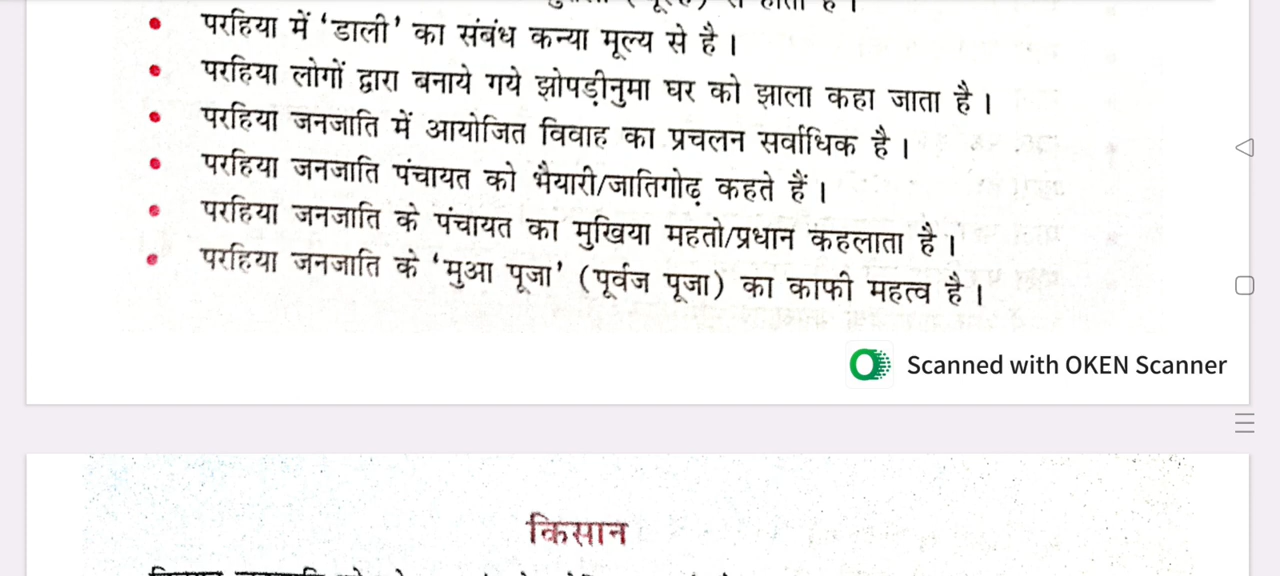 परहिया में ‘डाली’ का संबंध कन्या मूल्य से है।
परहिया लोगों द्वारा बनाये गये झोपड़ीनुमा घर को झाला कहा जाता है।
परहिया जनजाति में आयोजित विवाह का प्रचलन सर्वाधिक है।
परहिया जनजाति पंचायत को भैयारी/जातिगोढ़ कहते हैं।
परहिया जनजाति के पंचायत का मुखिया महतो/प्रधान कहलाता है।
परहिया जनजाति के ‘मुआ पूजा’ (पूर्वज पूजा) का काफी महत्व है।
Scanned with OKEN Scanner
किसान